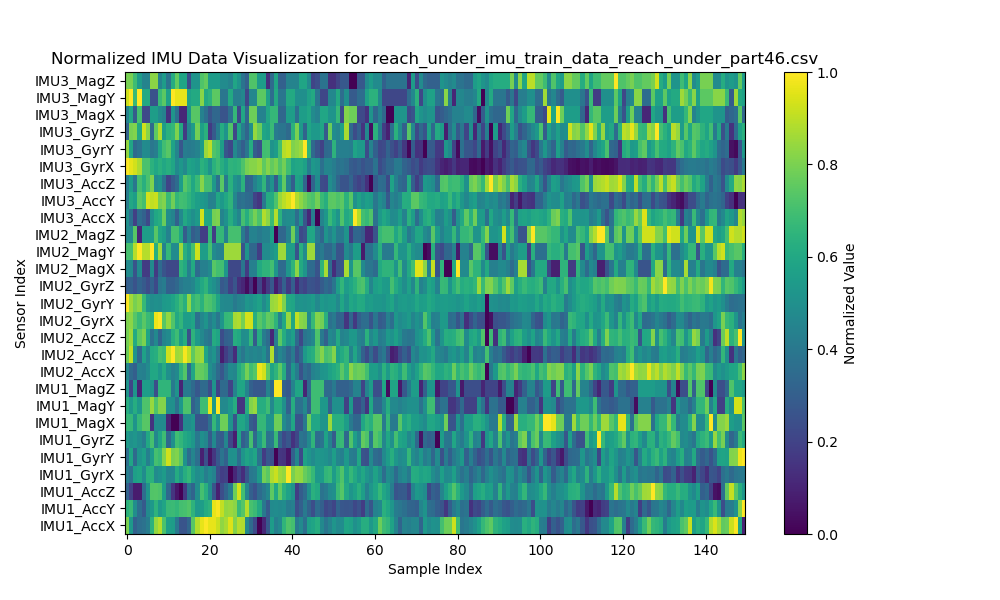 Normalized IMU Data Visualization for reach_under_imu_train_data_reach_under_part46.csv
Sensor Index
IMU3_MagZ
IMU3_MagY
IMU3_MagX
IMU3_GyrZ
IMU3_GyrY
IMU3_GyrX
IMU3_AccZ
IMU3_AccY
IMU3_AccX
IMU2_MagZ
IMU2_MagY
IMU2_MagX
IMU2_GyrZ
IMU2_GyrY
IMU2_GyrX
IMU2_AccZ
IMU2_AccY
IMU2_AccX
IMU1_MagZ
IMU1_MagY
IMU1_MagX
IMU1_GyrZ
IMU1_GyrY
IMU1_GyrX
IMU1_AccZ
IMU1_AccY
IMU1_AccX
0 20 40 60 80 100 120 140
Sample Index
1.0
0.8
0.6
0.4
0.2
0.0
Normalized Value